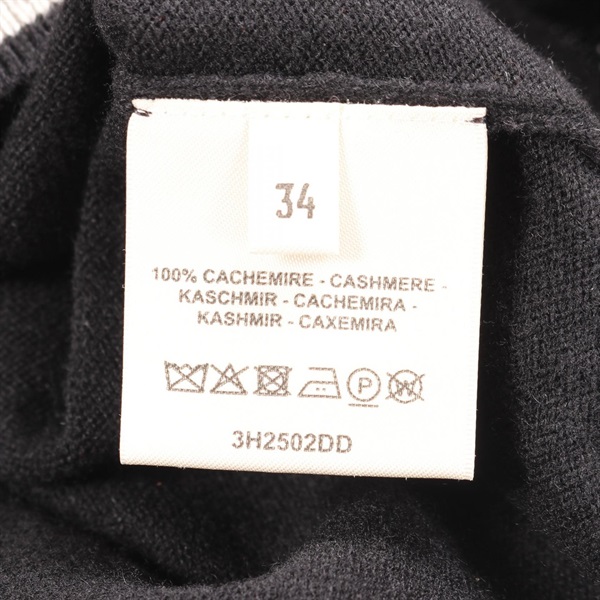 34
100% CACHEMIRE - CASHMERE -
KASCHMIR - CACHEMIRA -
KASHMIR - CAXEMIRA
P W
3H2502DD